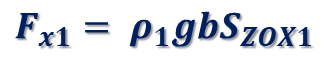 F_{x1} = ρ_1gbS_{ZOX1}